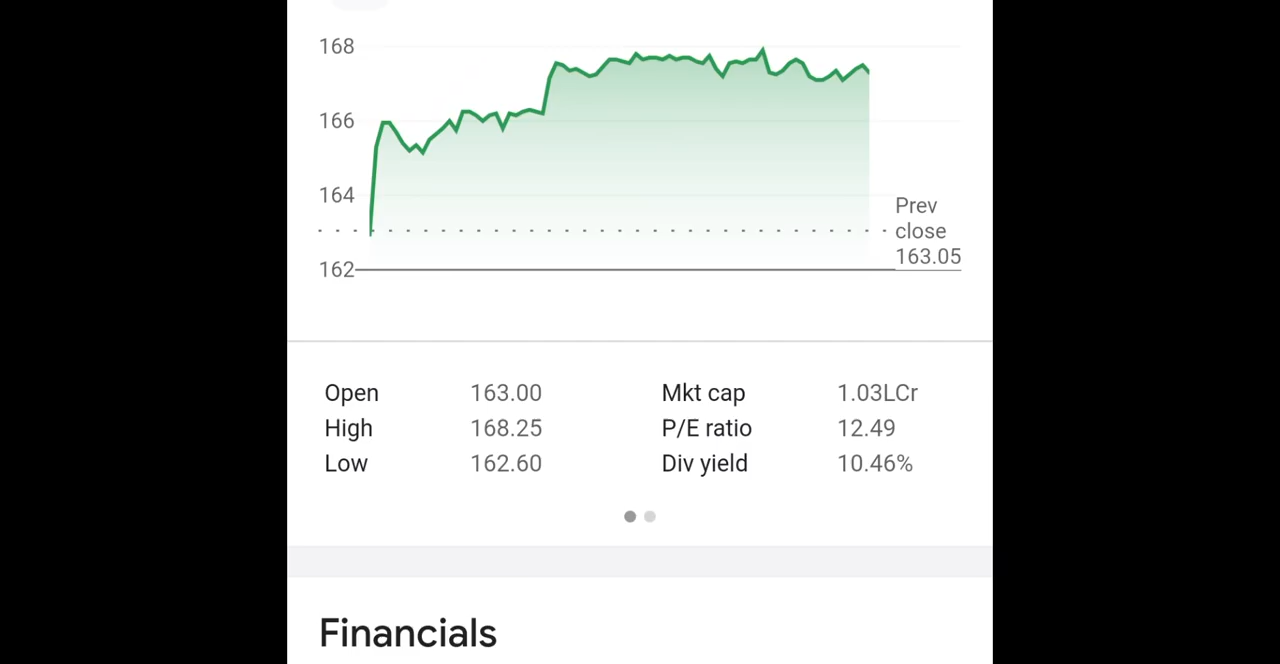 168
166
164
Prev
close
163.05
162
Open 163.00 Mkt cap 1.03LCr
High 168.25 P/E ratio 12.49
Low 162.60 Div yield 10.46%
Financials